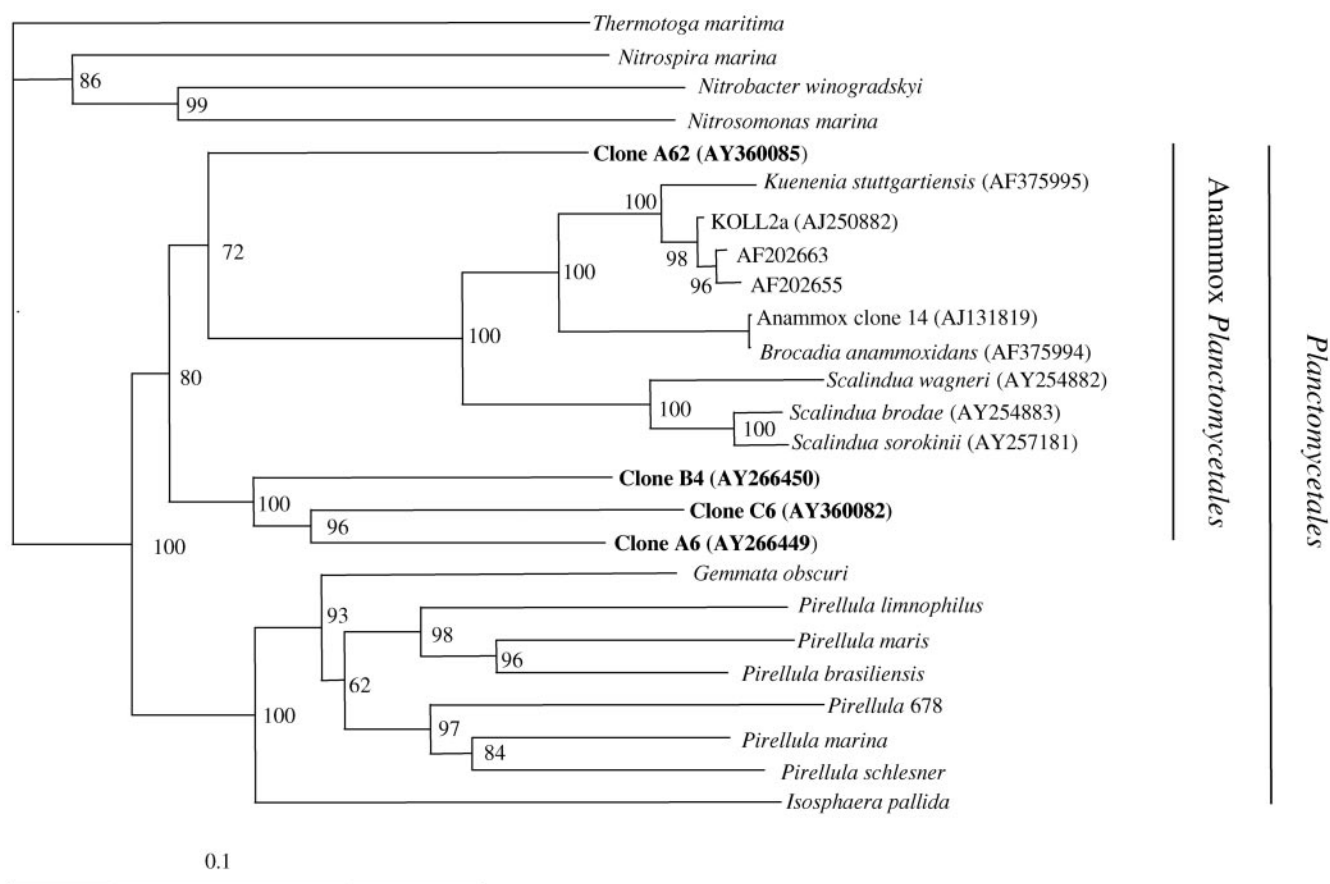 Thermotoga maritima
Nitrospira marina
86
Nitrobacter winogradskyi
99
Nitrosomonas marina
Clone A62 (AY360085)
Kuenenia stuttgartiensis (AF375995)
100
KOLL2a (AJ250882)
72
98
AF202663
100
96
AF202655
Anammox clone 14 (AJ131819)
100
Brocadia anammoxidans (AF375994)
80
Scalindua wagneri (AY254882)
100
Scalindua brodae (AY254883)
100
Scalindua sorokinii (AY257181)
Clone B4 (AY266450)
100
Clone C6 (AY360082)
96
Clone A6 (AY266449)
100
Gemmata obscuri
93
Pirellula limnophilus
98
Pirellula maris
96
Pirellula brasiliensis
62
Pirellula 678
100
97
Pirellula marina
84
Pirellula schlesner
Isosphaera pallida
0.1
Anammox Planctomycetales
Planctomycetales